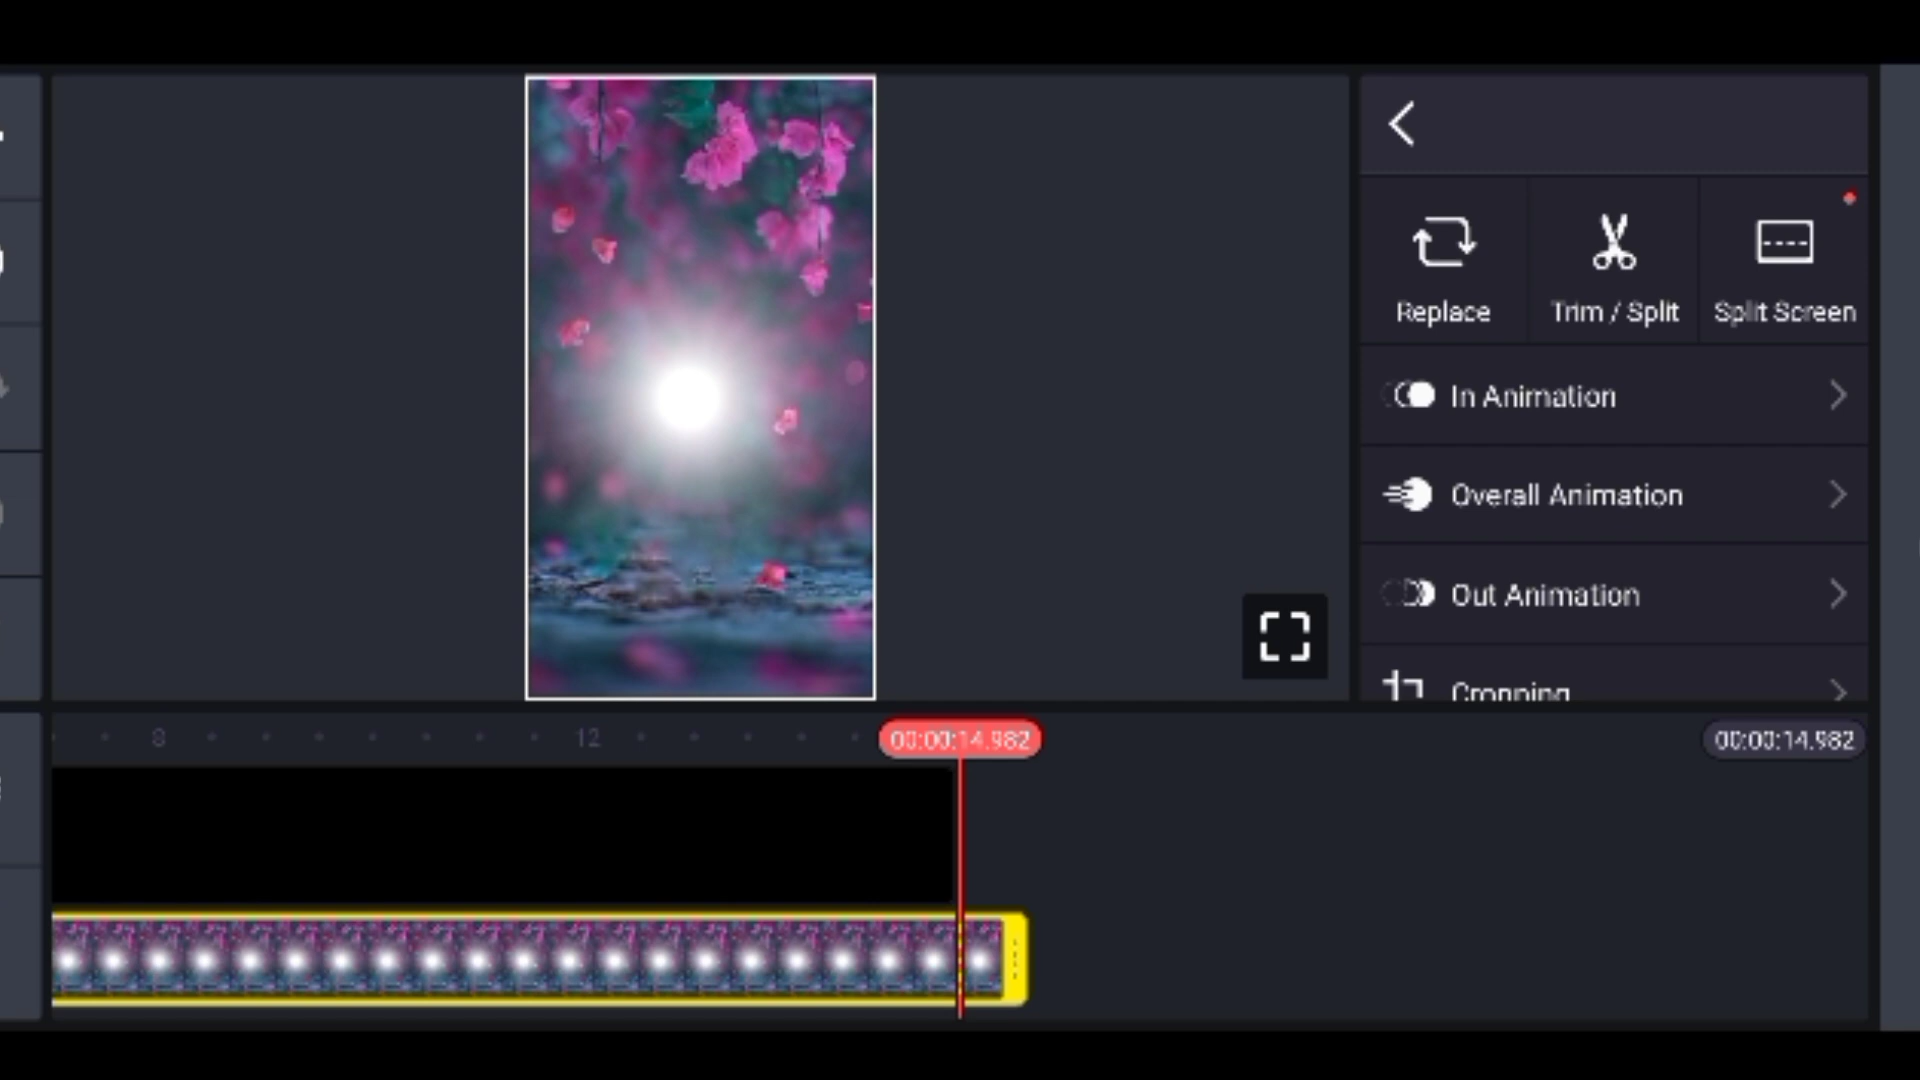 Replace
Trim / Split
Split Screen
In Animation
Overall Animation
Out Animation
Cropping
8
12
00:00:14.982
00:00:14.982